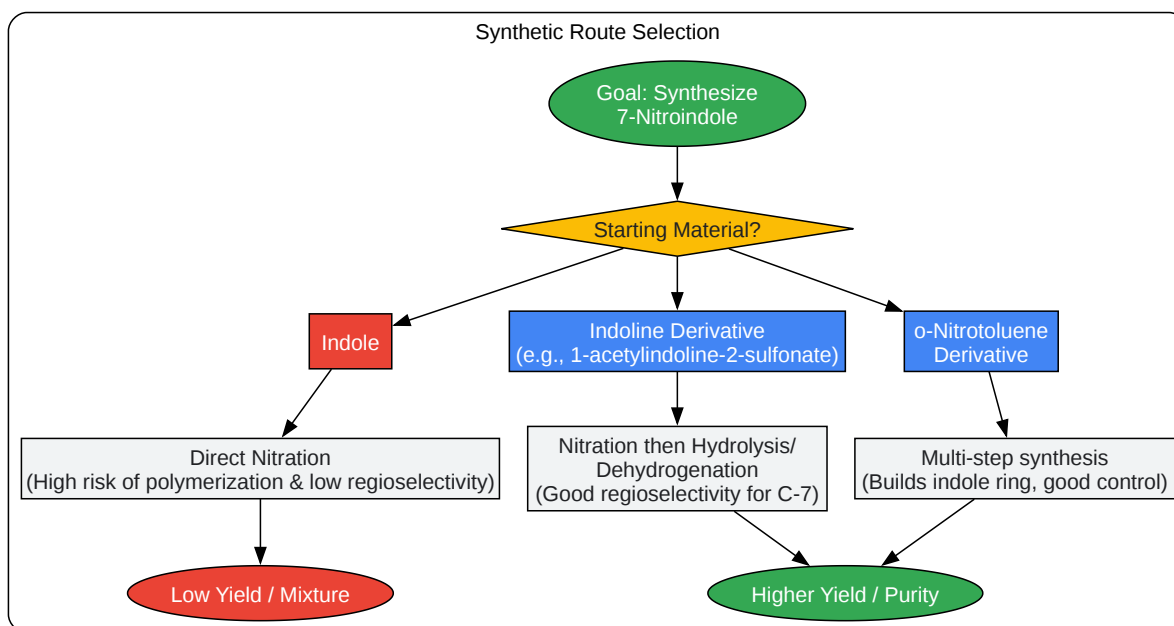 Synthetic Route Selection
Goal: Synthesize
7-Nitroindole
Starting Material?
Indole
Indoline Derivative
(e.g., 1-acetylindoline-2-sulfonate)
o-Nitrotoluene
Derivative
Direct Nitration
(High risk of polymerization & low regioselectivity)
Nitration then Hydrolysis/
Dehydrogenation
(Good regioselectivity for C-7)
Multi-step synthesis
(Builds indole ring, good control)
Low Yield / Mixture
Higher Yield / Purity